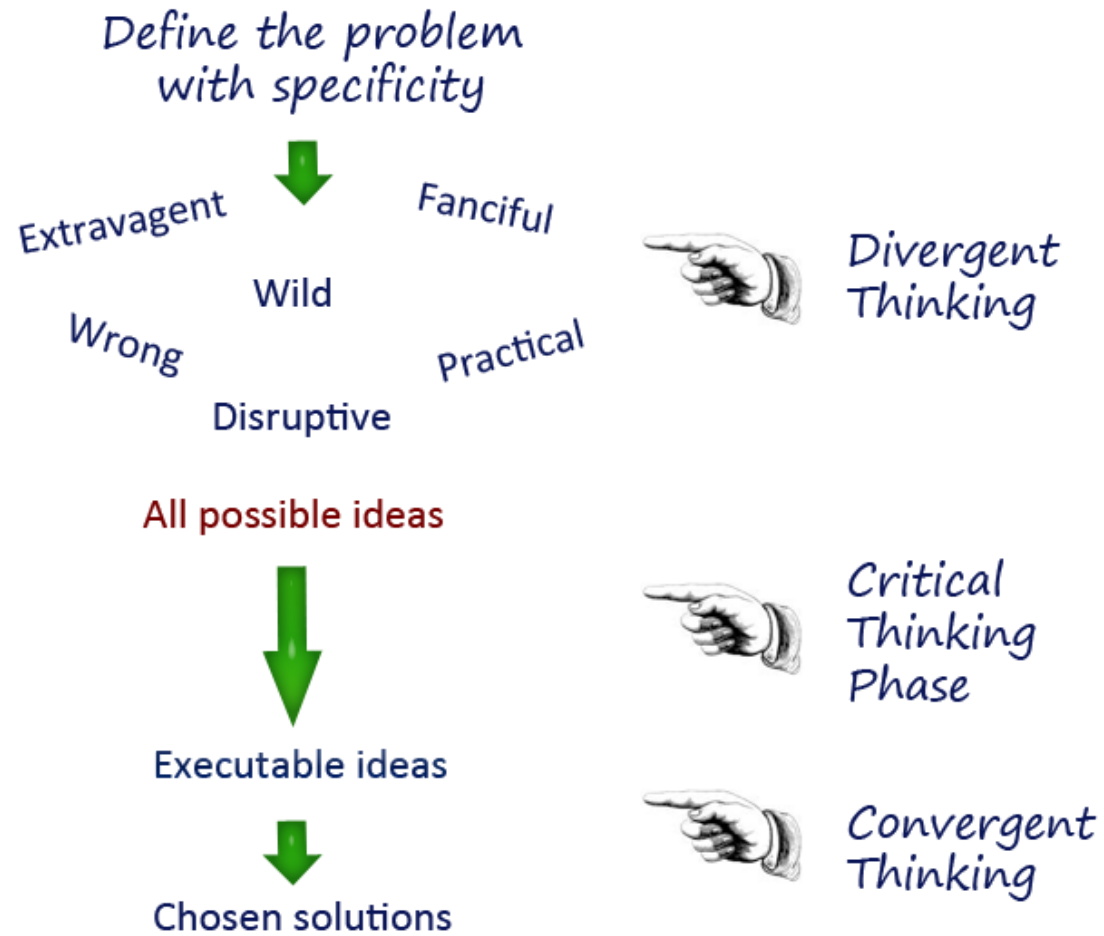 Define the problem
with specificity
Extravagent
Fanciful
Wild
Wrong
Practical
Disruptive
Divergent
Thinking
All possible ideas
Critical
Thinking
Phase
Executable ideas
Convergent
Thinking
Chosen solutions